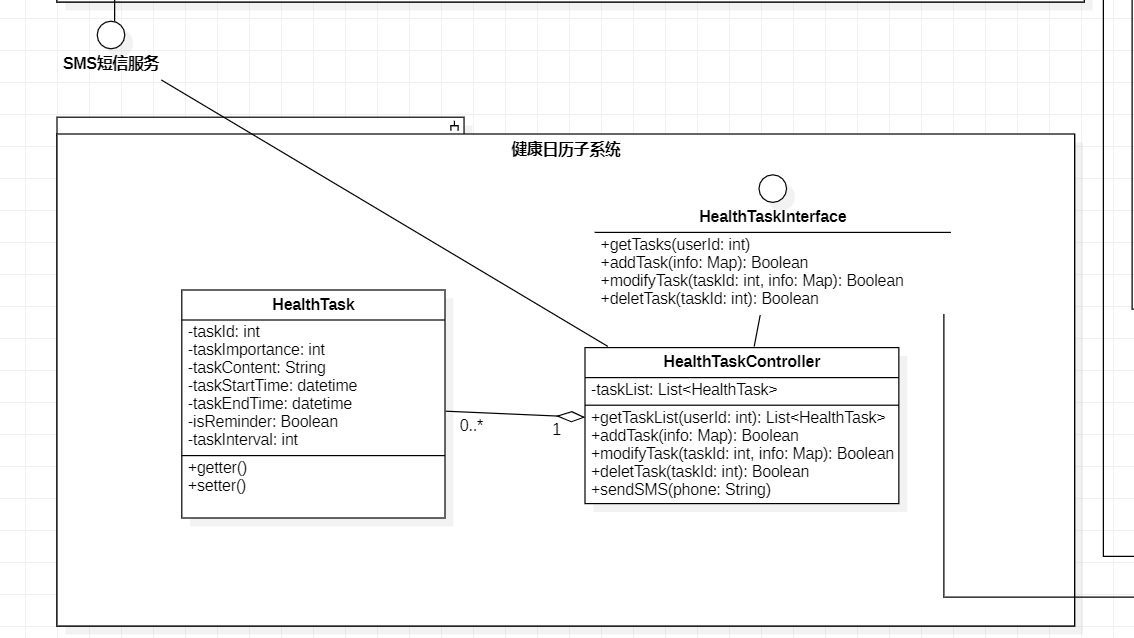 SMS短信服务
健康日历子系统
HealthTaskInterface
+getTasks(userId: int)
+addTask(info: Map): Boolean
+modifyTask(taskId: int, info: Map): Boolean
+deletTask(taskId: int): Boolean
HealthTask
-taskId: int
-taskImportance: int
-taskContent: String
-taskStartTime: datetime
-taskEndTime: datetime
-isReminder: Boolean
-taskInterval: int
+getter()
+setter()
0..*
1
HealthTaskController
-taskList: List<HealthTask>
+getTaskList(userId: int): List<HealthTask>
+addTask(info: Map): Boolean
+modifyTask(taskId: int, info: Map): Boolean
+deletTask(taskId: int): Boolean
+sendSMS(phone: String)